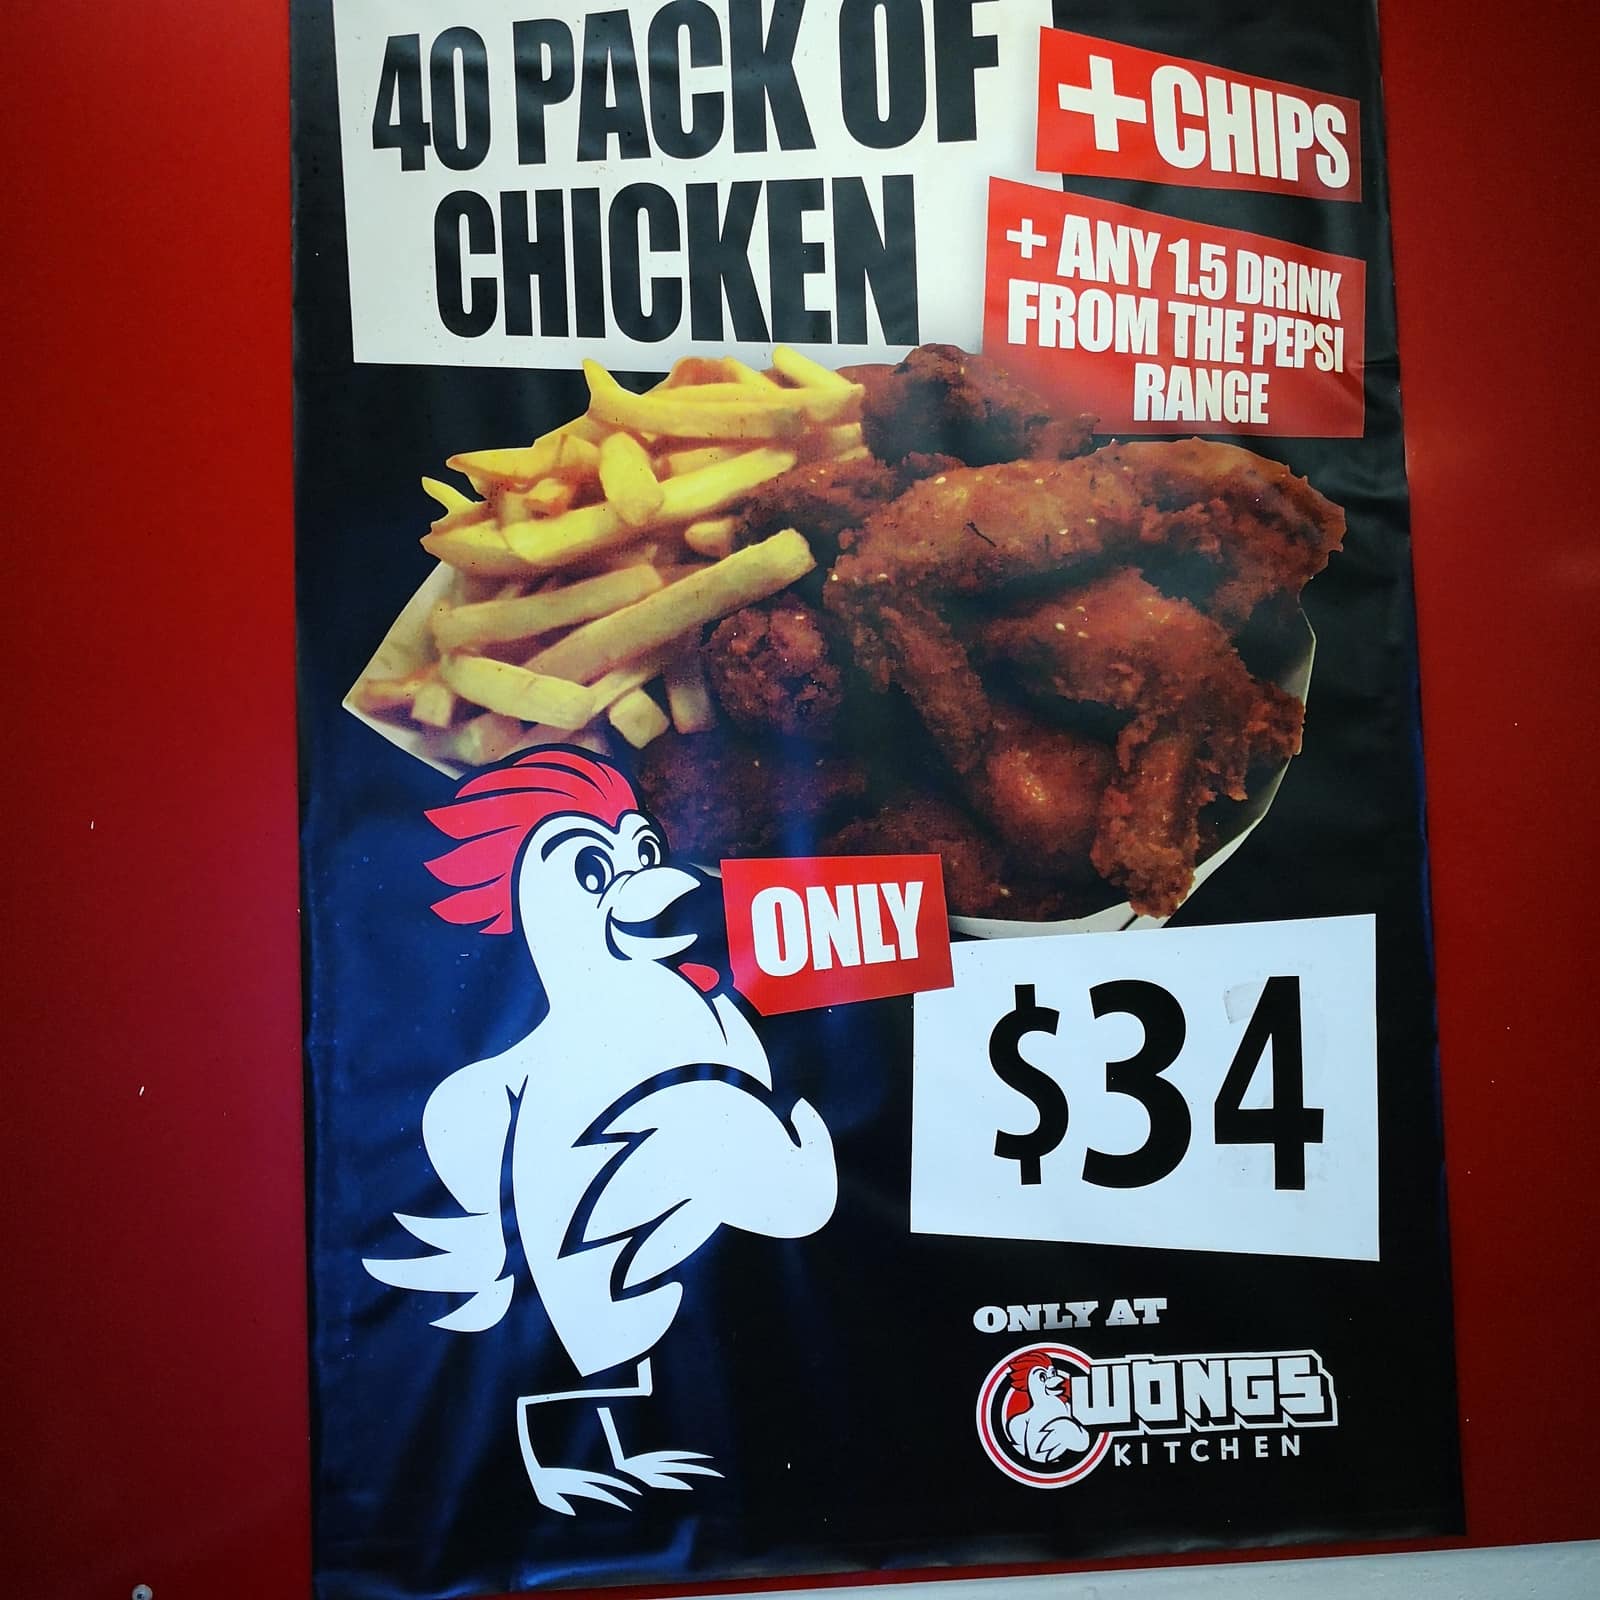 40 PACK OF
CHICKEN
+CHIPS
+ ANY 1.5 DRINK
FROM THE PEPSI
RANGE
ONLY
$34
ONLY AT
WONGS
KITCHEN